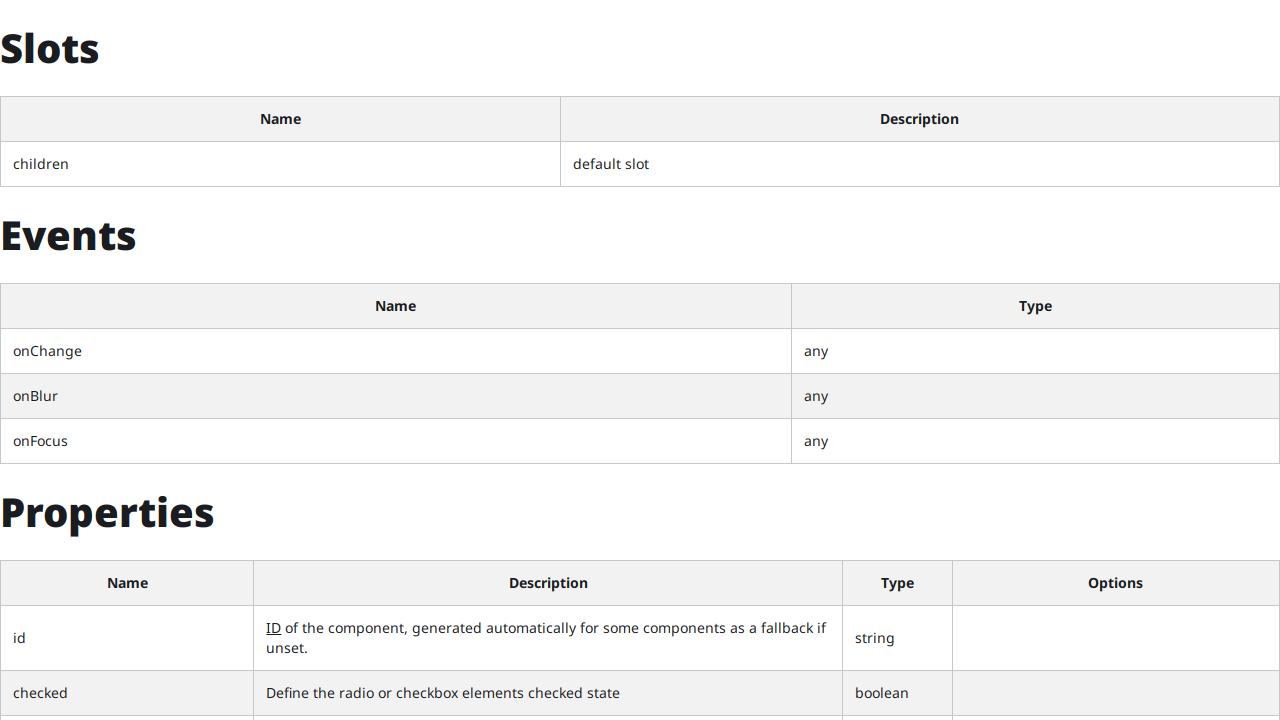 Slots
Name Description
children default slot
Events
Name Type
onChange any
onBlur any
onFocus any
Properties
Name Description Type Options
id ID of the component, generated automatically for some components as a fallback if unset. string
checked Define the radio or checkbox elements checked state boolean